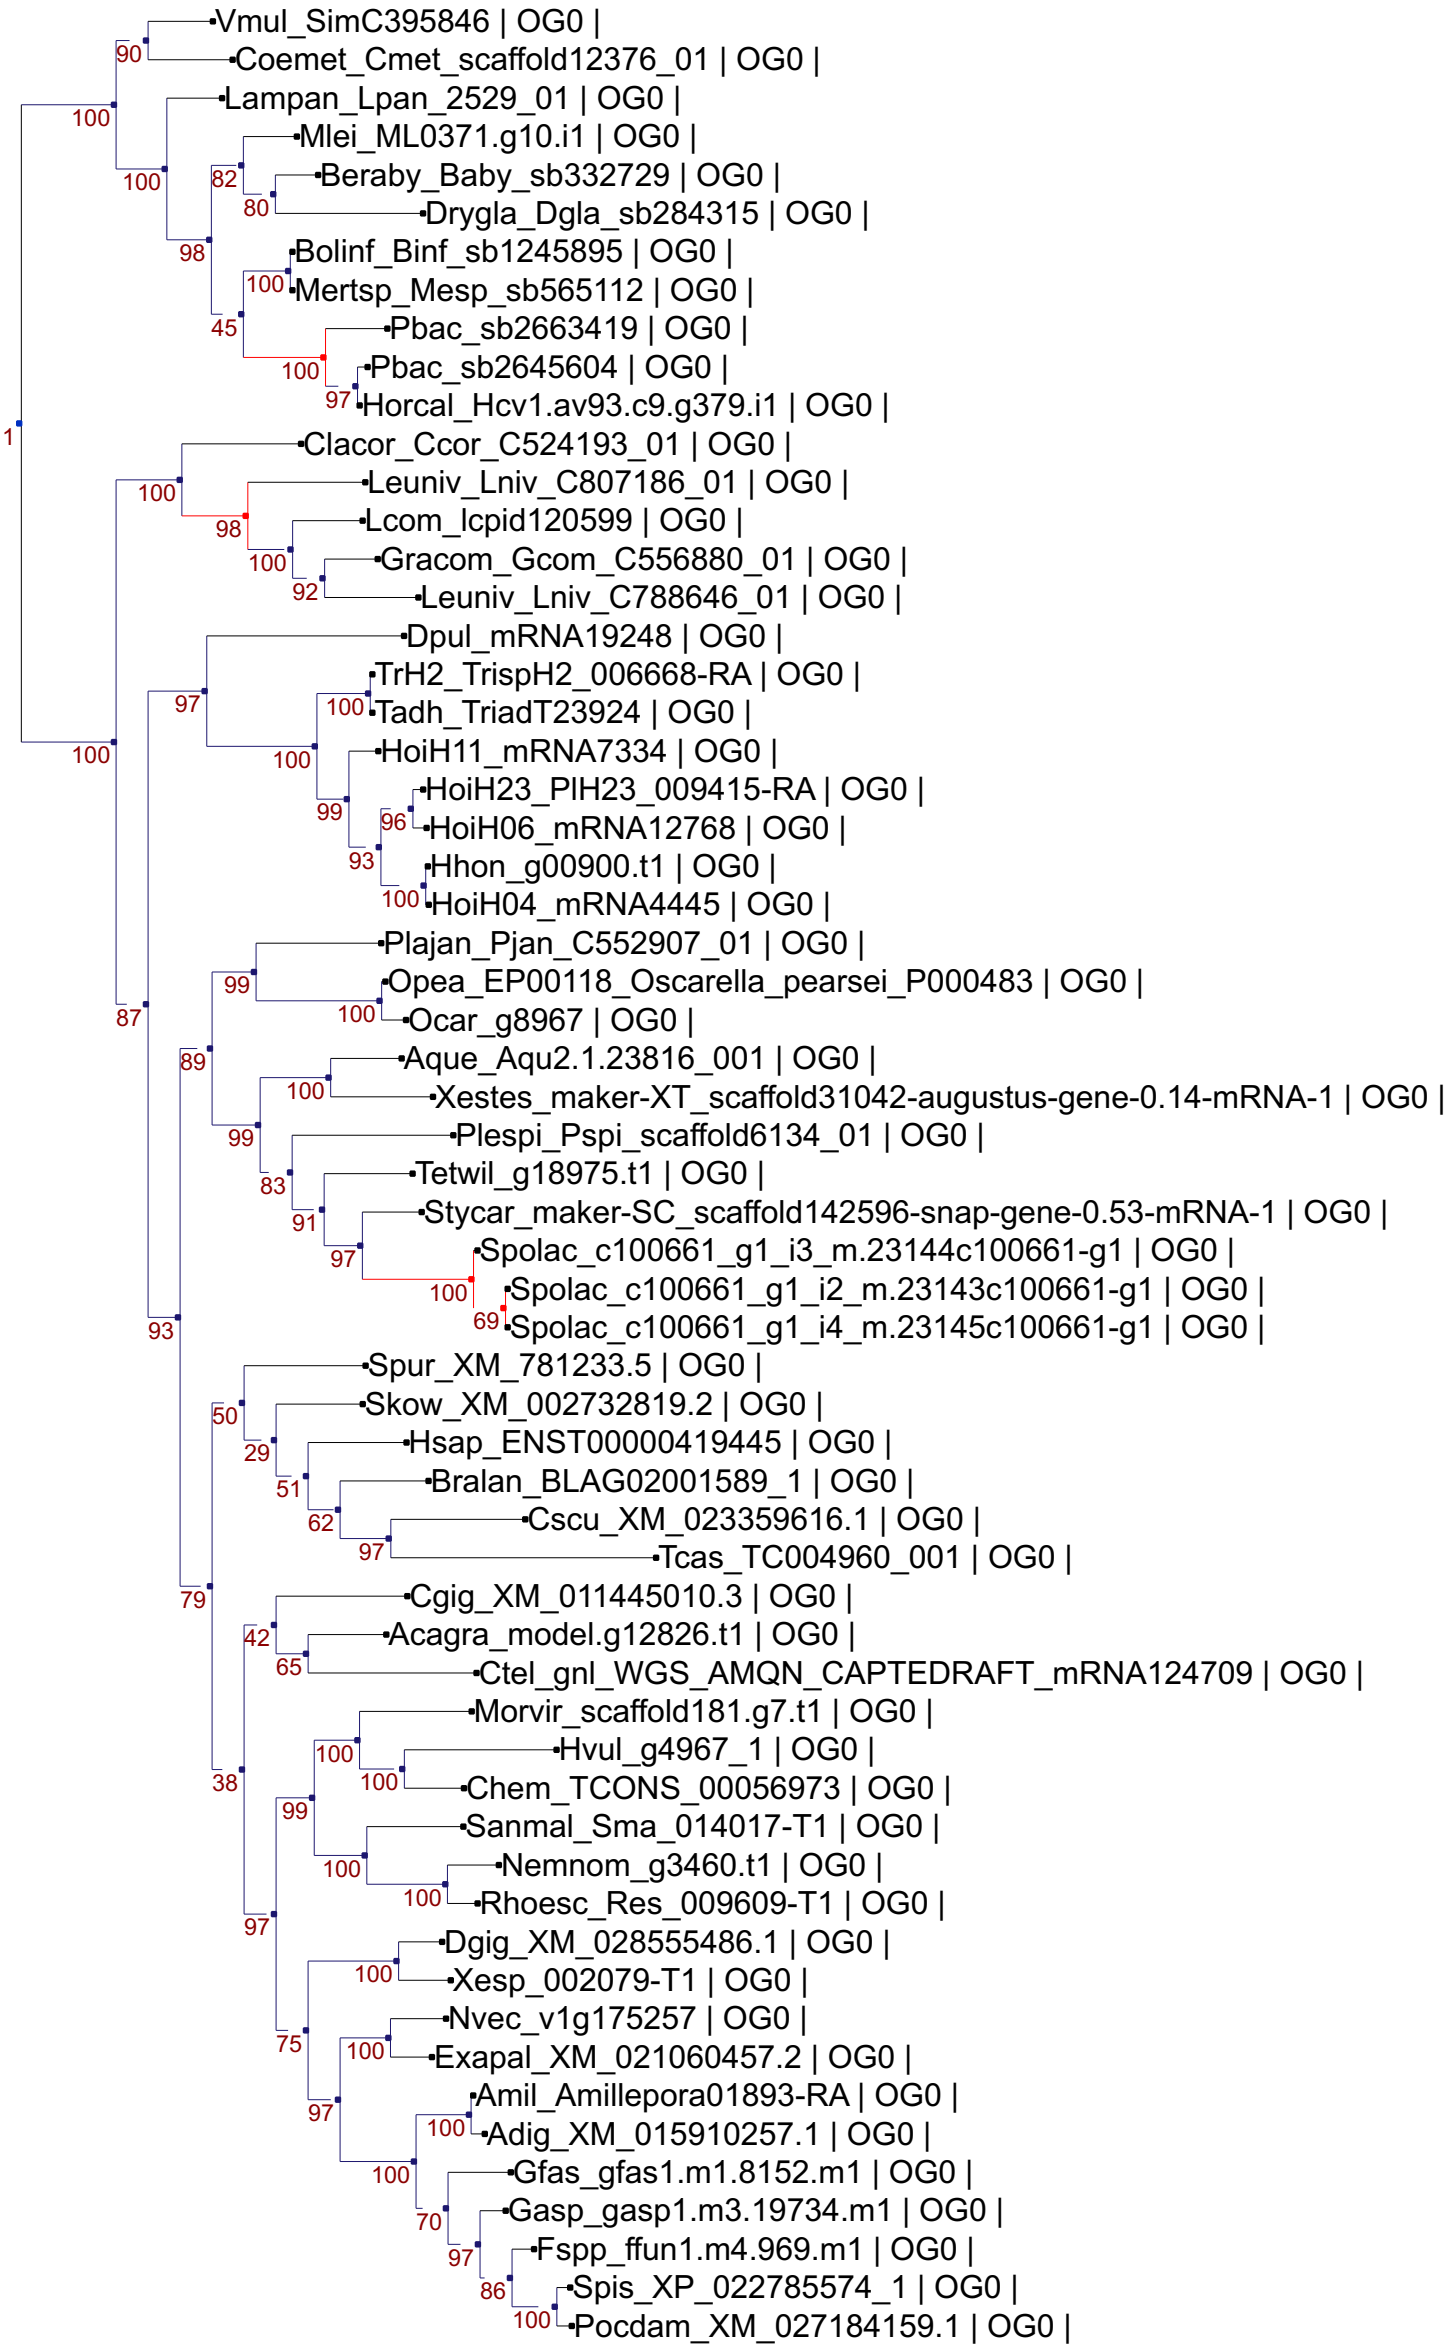 Vmul_SimC395846 | OG0 |
90
Coemet_Cmet_scaffold12376_01 | OG0 |
Lampan_Lpan_2529_01 | OG0 |
100
Mlei_ML0371.g10.i1 | OG0 |
Beraby_Baby_sb332729 | OG0 |
100
82
80
Drygla_Dgla_sb284315 | OG0 |
98
Bolinf_Binf_sb1245895 | OG0 |
100
Mertsp_Mesp_sb565112 | OG0 |
45
Pbac_sb2663419 | OG0 |
100
Pbac_sb2645604 | OG0 |
97
Horcal_Hcv1.av93.c9.g379.i1 | OG0 |
1
Clacor_Ccor_C524193_01 | OG0 |
100
Leuniv_Lniv_C807186_01 | OG0 |
98
Lcom_lcpid120599 | OG0 |
100
Gracom_Gcom_C556880_01 | OG0 |
92
Leuniv_Lniv_C788646_01 | OG0 |
Dpul_mRNA19248 | OG0 |
TrH2_TrispH2_006668-RA | OG0 |
97
100
Tadh_TriadT23924 | OG0 |
100
100
HoiH11_mRNA7334 | OG0 |
HoiH23_PlH23_009415-RA | OG0 |
99
96
HoiH06_mRNA12768 | OG0 |
93
Hhon_g00900.t1 | OG0 |
100
HoiH04_mRNA4445 | OG0 |
Plajan_Pjan_C552907_01 | OG0 |
99
Opea_EP00118_Oscarella_pearsei_P000483 | OG0 |
100
87
Ocar_g8967 | OG0 |
89
Aque_Aqu2.1.23816_001 | OG0 |
100
Xestes_maker-XT_scaffold31042-augustus-gene-0.14-mRNA-1 | OG0 |
99
Plespi_Pspi_scaffold6134_01 | OG0 |
83
Tetwil_g18975.t1 | OG0 |
91
Stycar_maker-SC_scaffold142596-snap-gene-0.53-mRNA-1 | OG0 |
97
Spolac_c100661_g1_i3_m.23144c100661-g1 | OG0 |
100
Spolac_c100661_g1_i2_m.23143c100661-g1 | OG0 |
69
93
Spolac_c100661_g1_i4_m.23145c100661-g1 | OG0 |
Spur_XM_781233.5 | OG0 |
50
Skow_XM_002732819.2 | OG0 |
29
Hsap_ENST00000419445 | OG0 |
51
Bralan_BLAG02001589_1 | OG0 |
62
Cscu_XM_023359616.1 | OG0 |
97
Tcas_TC004960_001 | OG0 |
79
Cgig_XM_011445010.3 | OG0 |
42
Acagra_model.g12826.t1 | OG0 |
65
Ctel_gnl_WGS_AMQN_CAPTEDRAFT_mRNA124709 | OG0 |
Morvir_scaffold181.g7.t1 | OG0 |
100
Hvul_g4967_1 | OG0 |
38
100
Chem_TCONS_00056973 | OG0 |
99
Sanmal_Sma_014017-T1 | OG0 |
100
Nemnom_g3460.t1 | OG0 |
100
Rhoesc_Res_009609-T1 | OG0 |
97
Dgig_XM_028555486.1 | OG0 |
100
Xesp_002079-T1 | OG0 |
Nvec_v1g175257 | OG0 |
75
100
Exapal_XM_021060457.2 | OG0 |
Amil_Amillepora01893-RA | OG0 |
97
100
Adig_XM_015910257.1 | OG0 |
100
Gfas_gfas1.m1.8152.m1 | OG0 |
Gasp_gasp1.m3.19734.m1 | OG0 |
70
Fspp_ffun1.m4.969.m1 | OG0 |
97
86
Spis_XP_022785574_1 | OG0 |
100
Pocdam_XM_027184159.1 | OG0 |